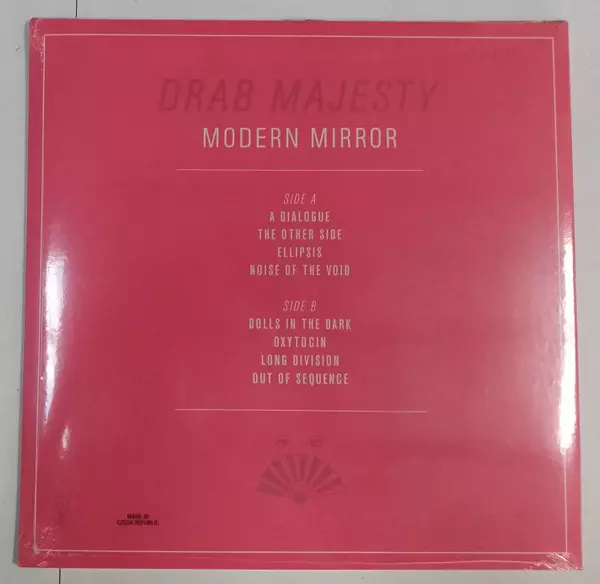 DRAB MAJESTY
MODERN MIRROR
SIDE A
A DIALOGUE
THE OTHER SIDE
ELLIPSIS
NOISE OF THE VOID
SIDE B
DOLLS IN THE DARK
OXYTOCIN
LONG DIVISION
OUT OF SEQUENCE
MADE IN
CZECH REPUBLIC